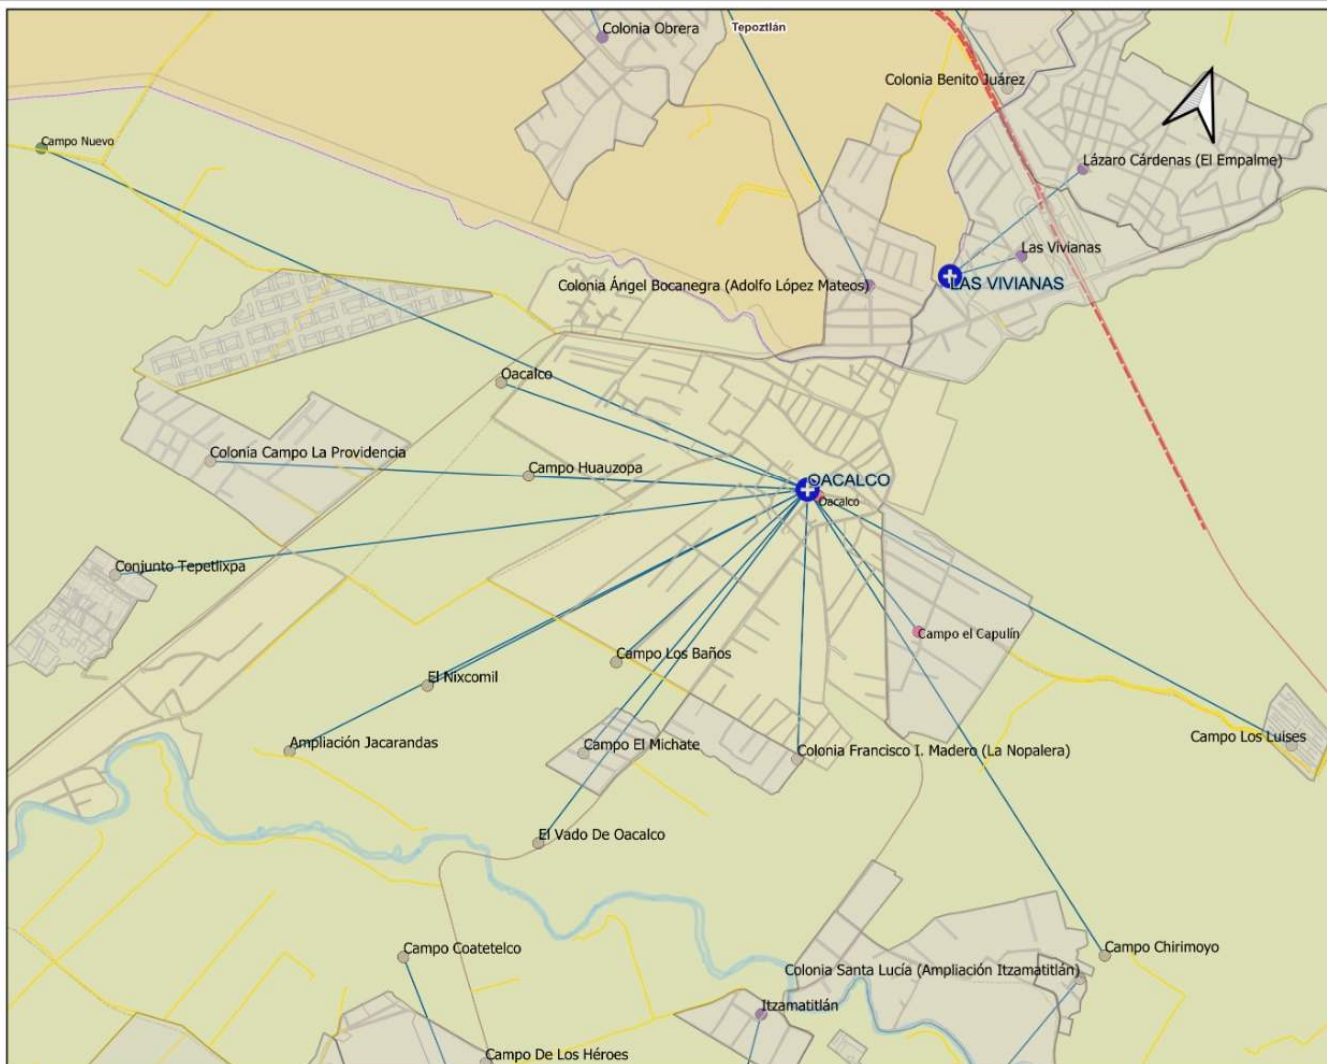 Colonia Obrera
Tepoztlán
Colonia Benito Juárez
Campo Nuevo
Lázaro Cárdenas (El Empalme)
Las Vivianas
LAS VIVIANAS
Colonia Ángel Bocanegra (Adolfo López Mateos)
Oacalco
Colonia Campo La Providencia
Campo Huauzopa
OACALCO
Oacalco
Conjunto Tepetlixpa
Campo el Capulín
Campo Los Baños
El Nixcomil
Ampliación Jacarandas
Campo El Michate
Colonia Francisco I. Madero (La Nopalera)
Campo Los Luises
El Vado De Oacalco
Campo Coatetelco
Campo Chirimoyo
Colonia Santa Lucía (Ampliación Itzamatitlán)
Itzamatitlán
Campo De Los Héroes